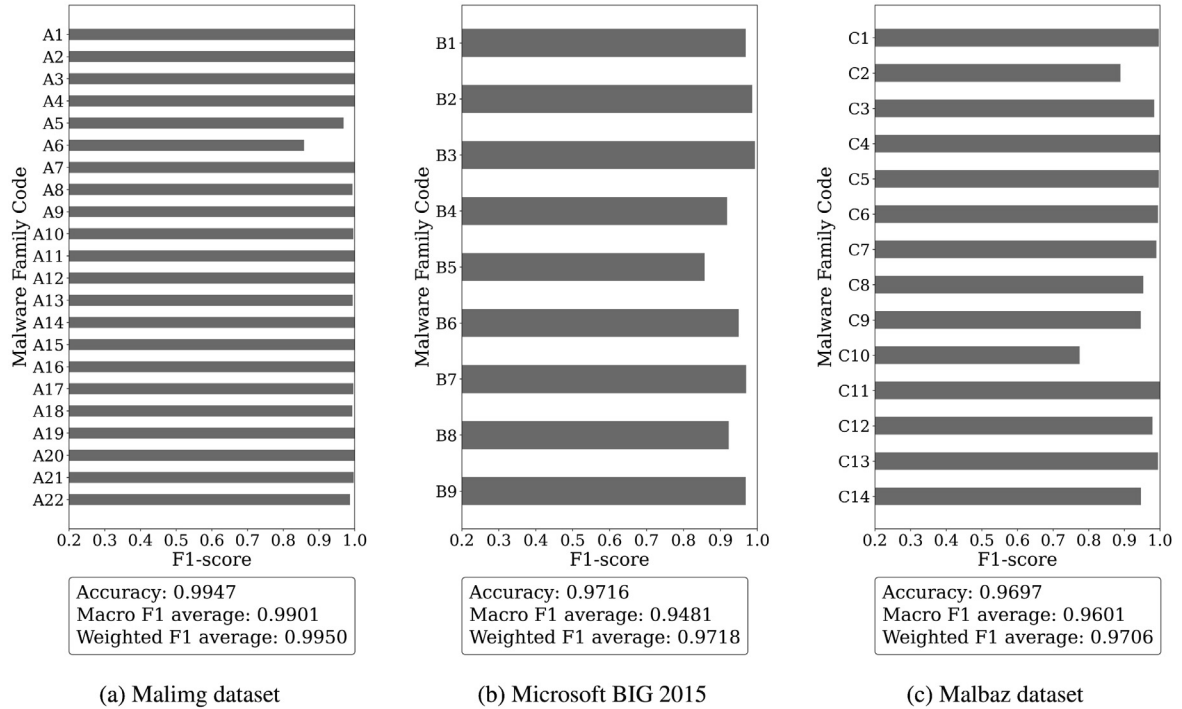 Malware Family Code
A1
A2
A3
A4
A5
A6
A7
A8
A9
A10
A11
A12
A13
A14
A15
A16
A17
A18
A19
A20
A21
A22
0.2 0.3 0.4 0.5 0.6 0.7 0.8 0.9 1.0
F1-score
Accuracy: 0.9947
Macro F1 average: 0.9901
Weighted F1 average: 0.9950
(a) Malimg dataset
Malware Family Code
B1
B2
B3
B4
B5
B6
B7
B8
B9
0.2 0.3 0.4 0.5 0.6 0.7 0.8 0.9 1.0
F1-score
Accuracy: 0.9716
Macro F1 average: 0.9481
Weighted F1 average: 0.9718
(b) Microsoft BIG 2015
Malware Family Code
C1
C2
C3
C4
C5
C6
C7
C8
C9
C10
C11
C12
C13
C14
0.2 0.3 0.4 0.5 0.6 0.7 0.8 0.9 1.0
F1-score
Accuracy: 0.9697
Macro F1 average: 0.9601
Weighted F1 average: 0.9706
(c) Malbaz dataset